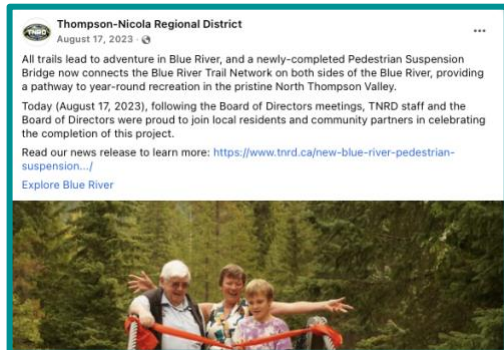 Thompson-Nicola Regional District
August 17, 2023 ·
All trails lead to adventure in Blue River, and a newly-completed Pedestrian Suspension
Bridge now connects the Blue River Trail Network on both sides of the Blue River, providing
a pathway to year-round recreation in the pristine North Thompson Valley.
Today (August 17, 2023), following the Board of Directors meetings, TNRD staff and the
Board of Directors were proud to join local residents and community partners in celebrating
the completion of this project.
Read our news release to learn more: https://www.tnrd.ca/new-blue-river-pedestrian-
suspension.../
Explore Blue River